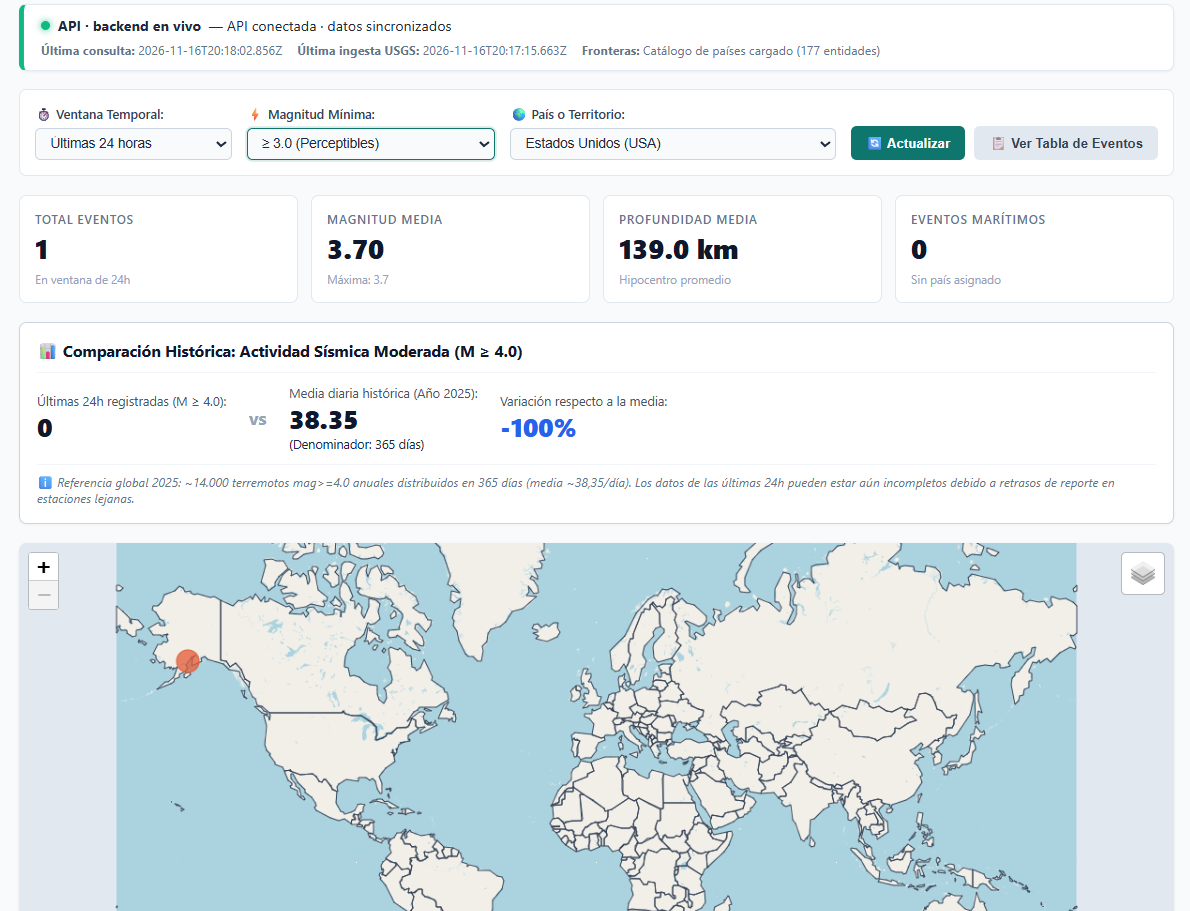 API · backend en vivo — API conectada · datos sincronizados
Última consulta: 2026-11-16T20:18:02.856Z Última ingesta USGS: 2026-11-16T20:17:15.663Z Fronteras: Catálogo de países cargado (177 entidades)
Ventana Temporal: Magnitud Mínima: País o Territorio:
Últimas 24 horas ≥ 3.0 (Perceptibles) Estados Unidos (USA) Actualizar Ver Tabla de Eventos
TOTAL EVENTOS MAGNITUD MEDIA PROFUNDIDAD MEDIA EVENTOS MARÍTIMOS
1 3.70 139.0 km 0
En ventana de 24h Máxima: 3.7 Hipocentro promedio Sin país asignado
Comparación Histórica: Actividad Sísmica Moderada (M ≥ 4.0)
Últimas 24h registradas (M ≥ 4.0):
0
vs
Media diaria histórica (Año 2025):
38.35
(Denominador: 365 días)
Variación respecto a la media:
-100%
Referencia global 2025: ~14.000 terremotos mag>=4.0 anuales distribuidos en 365 días (media ~38,35/día). Los datos de las últimas 24h pueden estar aún incompletos debido a retrasos de reporte en
estaciones lejanas.
+
−